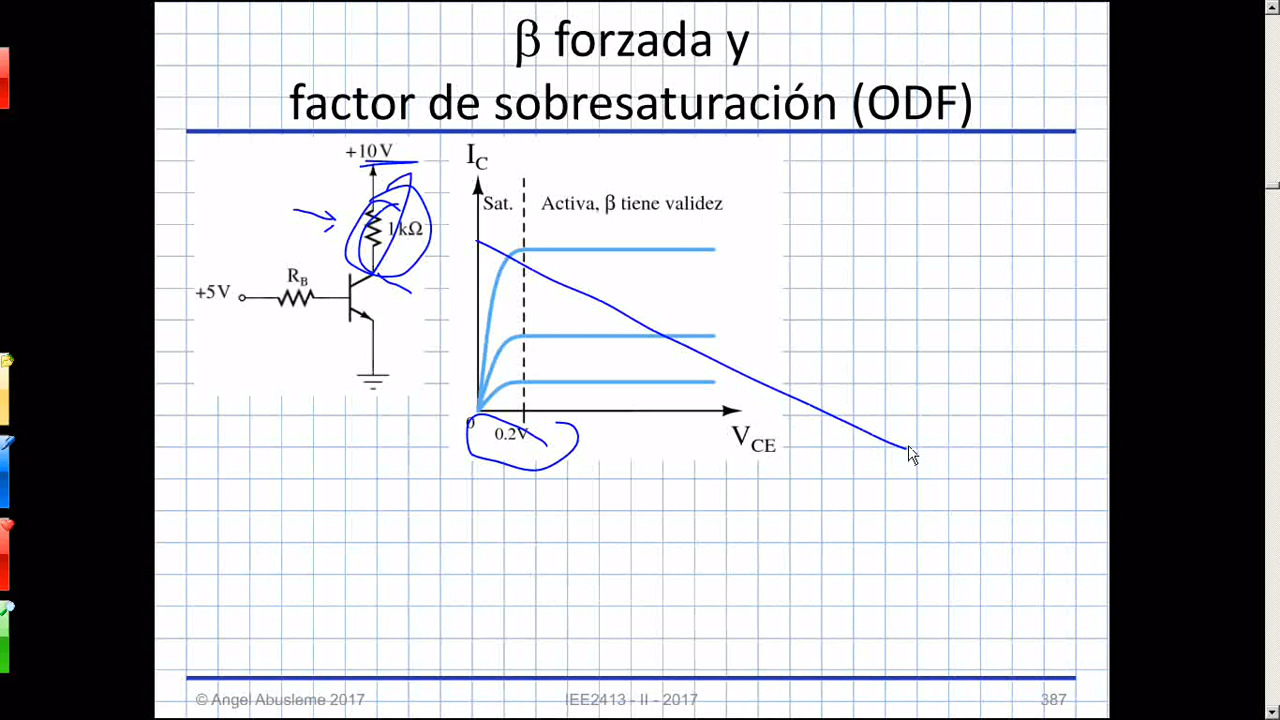 β forzada y
factor de sobresaturación (ODF)
+10V
1 kΩ
R_B
+5V
I_C
Sat.
Activa, β tiene validez
0
0.2V
V_CE
© Angel Abusleme 2017
IEE2413 - II - 2017
387